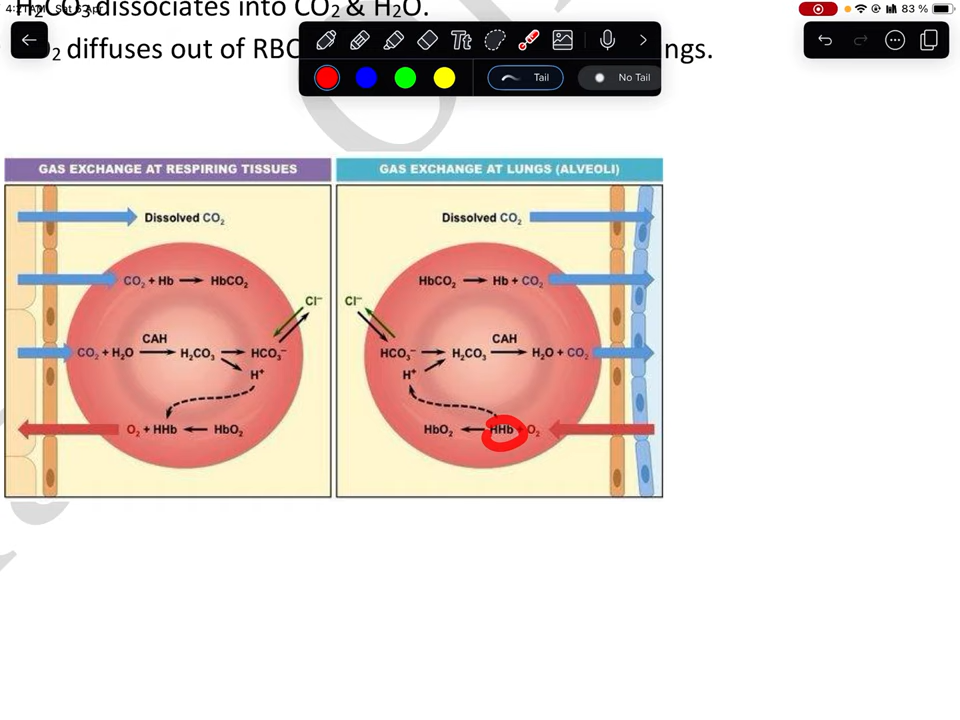 H₂CO₃ dissociates into CO₂ & H₂O.
₂ diffuses out of RBC
ngs.
83 %
Tt
Tail
No Tail
GAS EXCHANGE AT RESPIRING TISSUES
Dissolved CO₂
CO₂ + Hb → HbCO₂
Cl⁻
CAH
CO₂ + H₂O → H₂CO₃ → HCO₃⁻
H⁺
O₂ + HHb ← HbO₂
GAS EXCHANGE AT LUNGS (ALVEOLI)
Dissolved CO₂
HbCO₂ → Hb + CO₂
Cl⁻
CAH
HCO₃⁻ → H₂CO₃ → H₂O + CO₂
H⁺
HbO₂ ← HHb + O₂